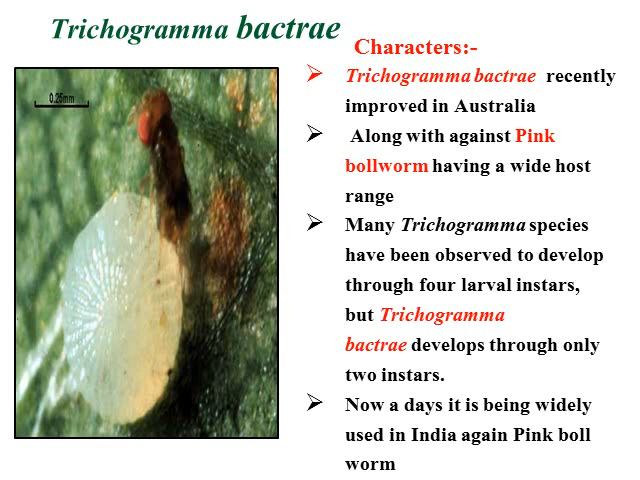 Trichogramma bactrae
Characters:-
0.25mm
Trichogramma bactrae recently
improved in Australia
Along with against Pink
bollworm having a wide host
range
Many Trichogramma species
have been observed to develop
through four larval instars,
but Trichogramma
bactrae develops through only
two instars.
Now a days it is being widely
used in India again Pink boll
worm